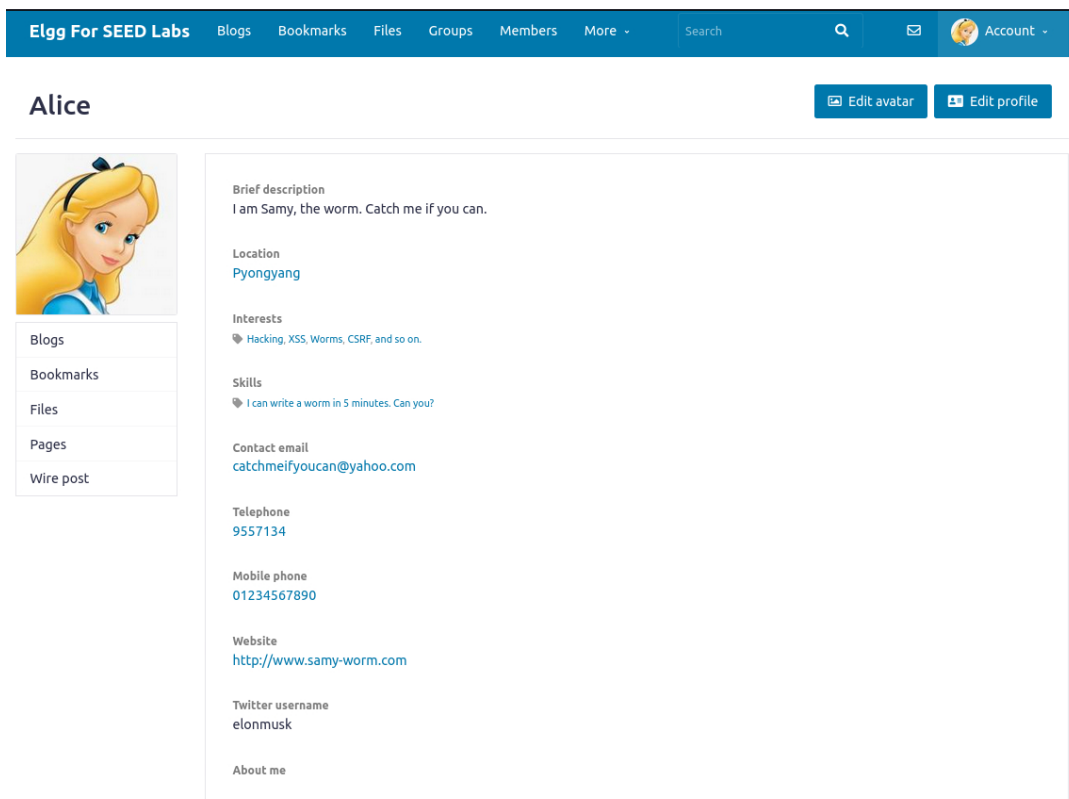 Elgg For SEED Labs Blogs Bookmarks Files Groups Members More Search Account
Alice Edit avatar Edit profile
Blogs
Bookmarks
Files
Pages
Wire post
Brief description
I am Samy, the worm. Catch me if you can.
Location
Pyongyang
Interests
Hacking, XSS, Worms, CSRF, and so on.
Skills
I can write a worm in 5 minutes. Can you?
Contact email
catchmeifyoucan@yahoo.com
Telephone
9557134
Mobile phone
01234567890
Website
http://www.samy-worm.com
Twitter username
elonmusk
About me